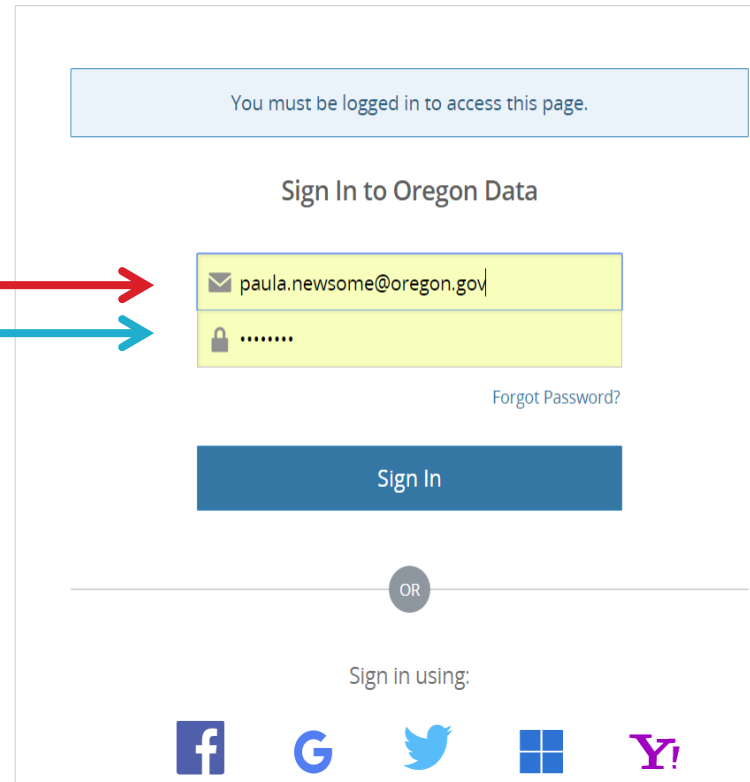 You must be logged in to access this page.
Sign In to Oregon Data
paula.newsome@oregon.gov
••••••••
Forgot Password?
Sign In
OR
Sign in using:
f G Y!